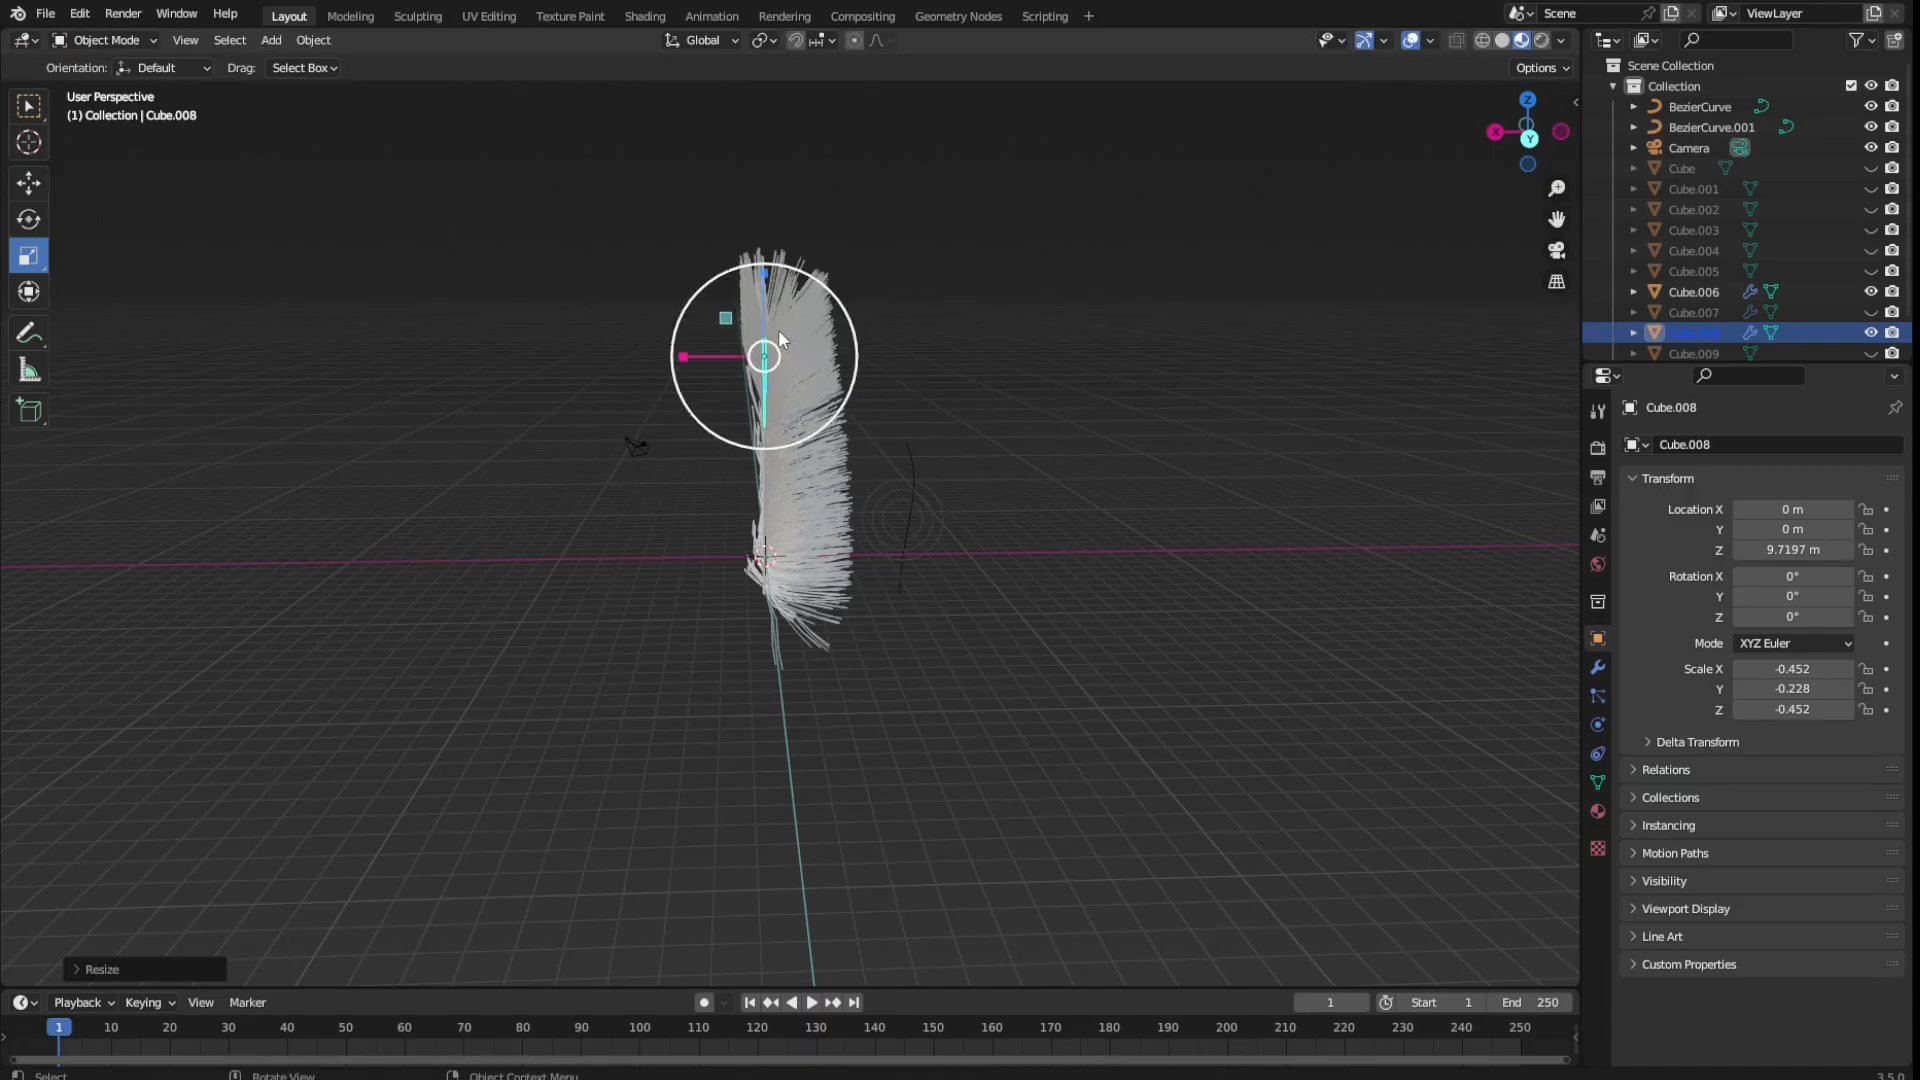 File Edit Render Window Help Layout Modeling Sculpting UV Editing Texture Paint Shading Animation Rendering Compositing Geometry Nodes Scripting + Scene ViewLayer
Object Mode View Select Add Object Global
Orientation: Default Drag: Select Box Options
User Perspective
(1) Collection | Cube.008
Z
X
Y
Scene Collection
Collection
BezierCurve
BezierCurve.001
Camera
Cube
Cube.001
Cube.002
Cube.003
Cube.004
Cube.005
Cube.006
Cube.007
Cube.009
Cube.008
Cube.008
Transform
Location X 0 m
Y 0 m
Z 9.7197 m
Rotation X 0°
Y 0°
Z 0°
Mode XYZ Euler
Scale X -0.452
Y -0.228
Z -0.452
Delta Transform
Relations
Collections
Instancing
Motion Paths
Visibility
Viewport Display
Line Art
Custom Properties
Resize
Playback Keying View Marker 1 Start 1 End 250
1 10 20 30 40 50 60 70 80 90 100 110 120 130 140 150 160 170 180 190 200 210 220 230 240 250
Select Rotate View Object Context Menu 3.5.0